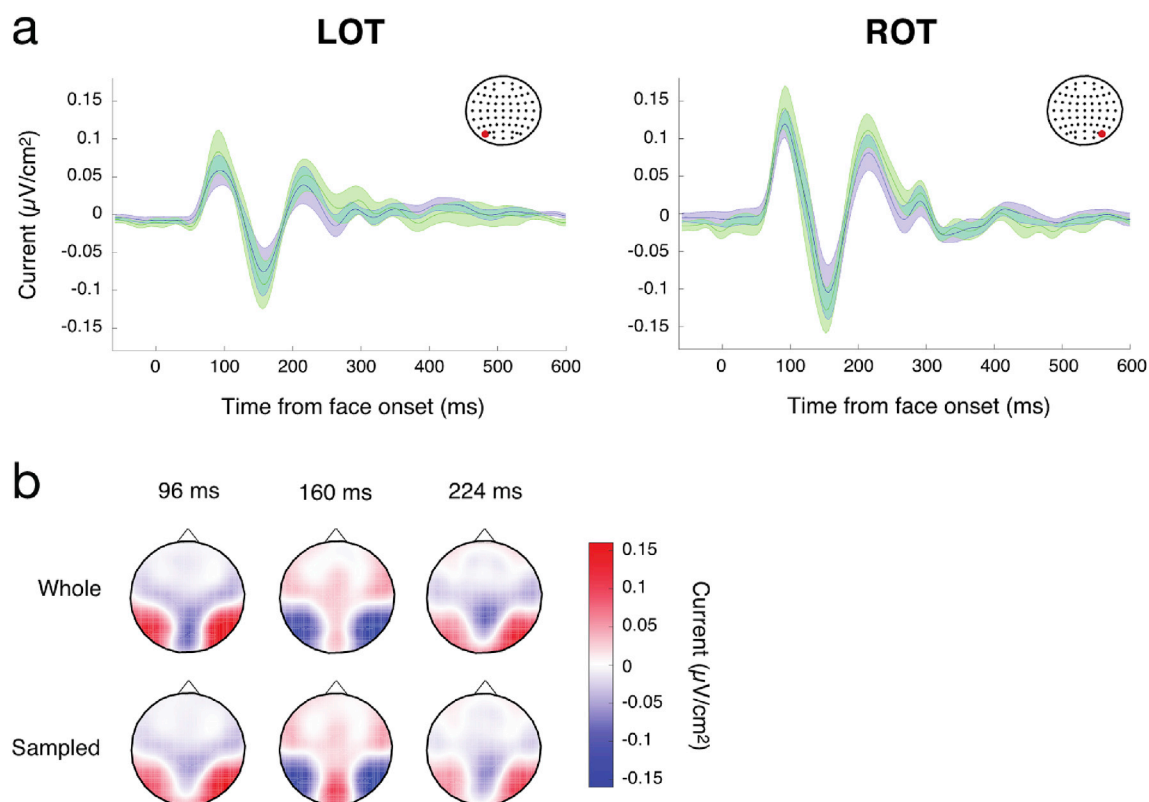 a
LOT
ROT
Current (µV/cm2)
0.15
0.1
0.05
0
-0.05
-0.1
-0.15
0 100 200 300 400 500 600
Time from face onset (ms)
0.15
0.1
0.05
0
-0.05
-0.1
-0.15
0 100 200 300 400 500 600
Time from face onset (ms)
b
96 ms
160 ms
224 ms
Whole
Sampled
0.15
0.1
0.05
0
-0.05
-0.1
-0.15
Current (µV/cm2)